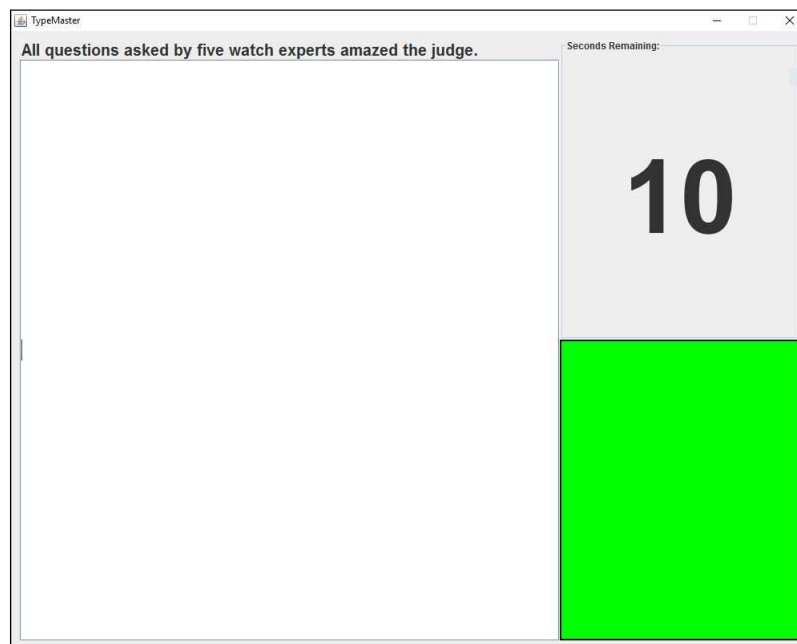 TypeMaster
All questions asked by five watch experts amazed the judge.
Seconds Remaining:
10